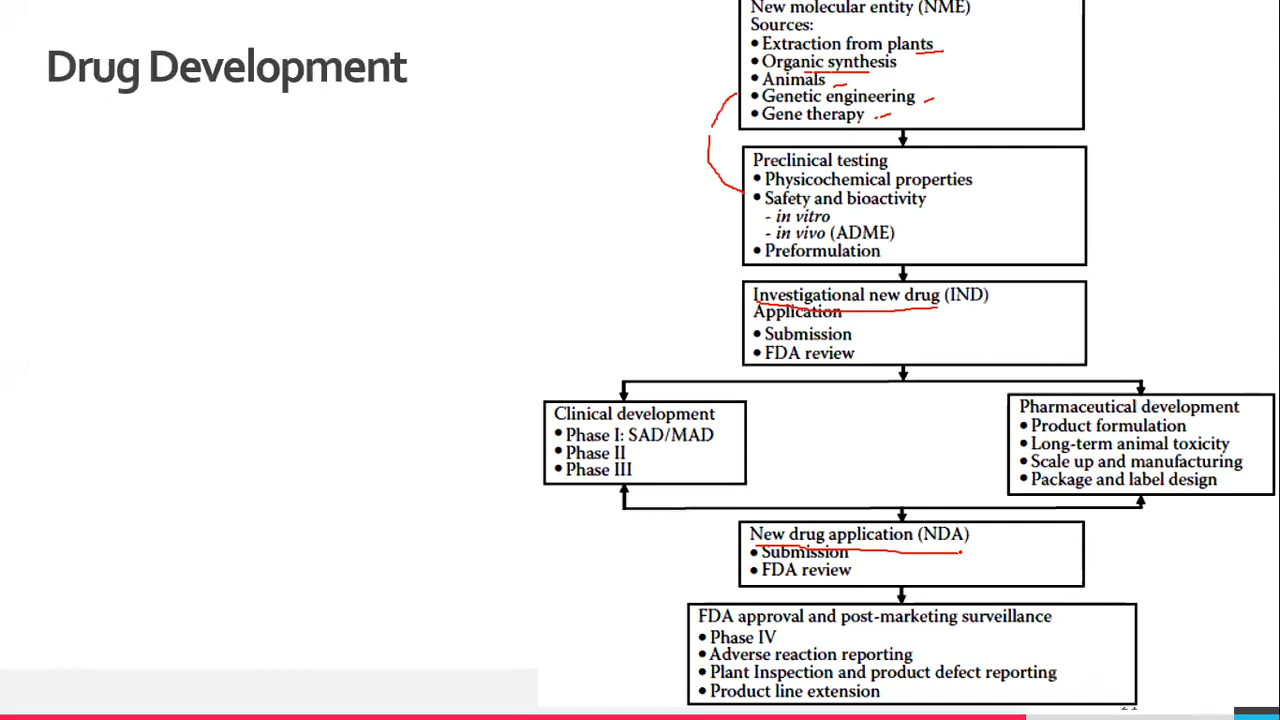 Drug Development
New molecular entity (NME)
Sources:
• Extraction from plants
• Organic synthesis
• Animals
• Genetic engineering
• Gene therapy
Preclinical testing
• Physicochemical properties
• Safety and bioactivity
- in vitro
- in vivo (ADME)
• Preformulation
Investigational new drug (IND)
Application
• Submission
• FDA review
Clinical development
• Phase I: SAD/MAD
• Phase II
• Phase III
Pharmaceutical development
• Product formulation
• Long-term animal toxicity
• Scale up and manufacturing
• Package and label design
New drug application (NDA)
• Submission
• FDA review
FDA approval and post-marketing surveillance
• Phase IV
• Adverse reaction reporting
• Plant Inspection and product defect reporting
• Product line extension